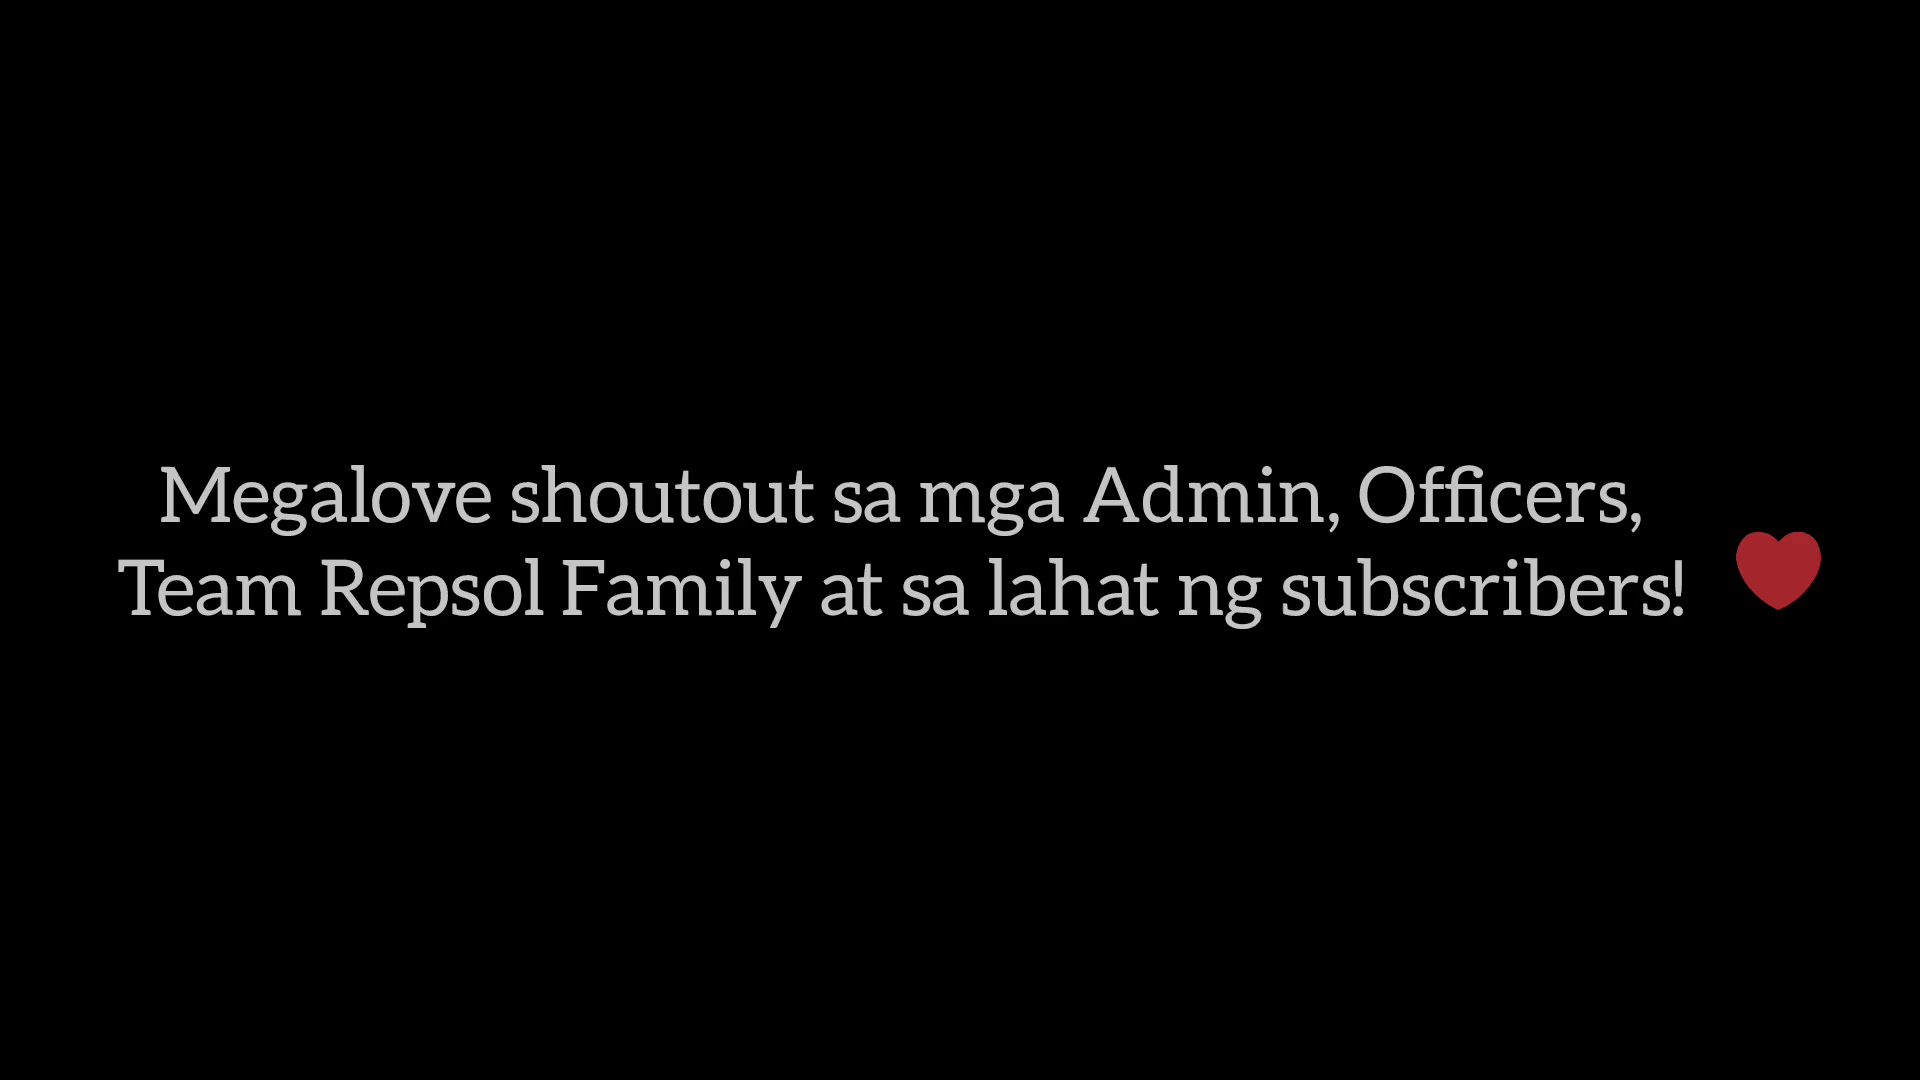 Megalove shoutout sa mga Admin, Officers,
Team Repsol Family at sa lahat ng subscribers!